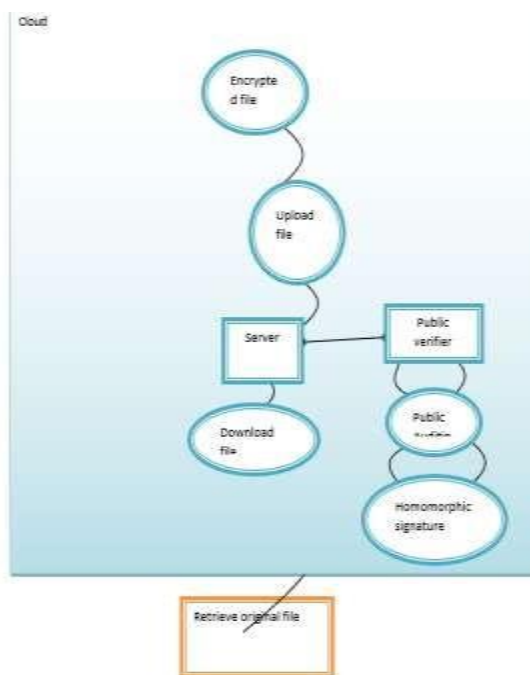 Cloud
Encrypte
d file
Upload
file
Server
Public
verifier
Download
file
Public
Homomorphic
signature
Retrieve original file